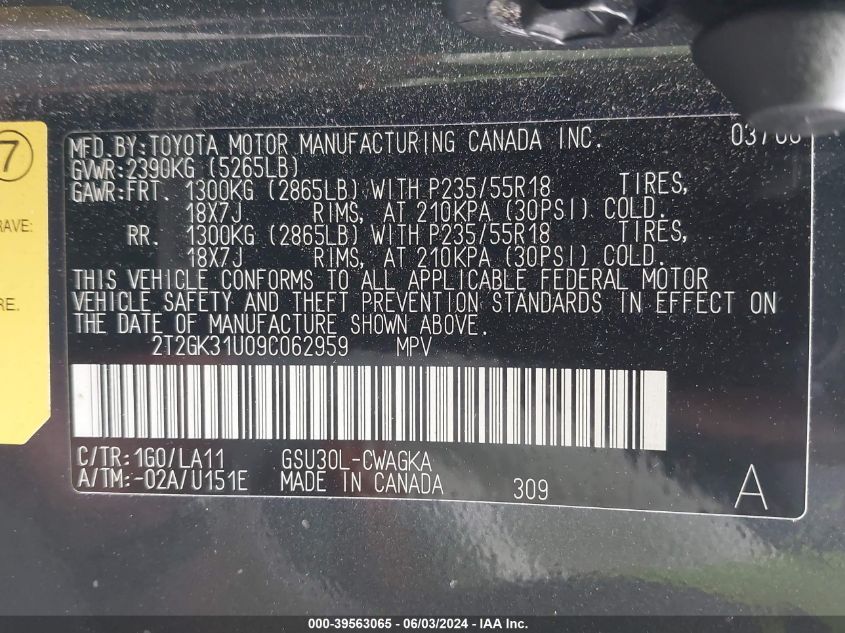 7
RAVE:
RE.
MFD. BY: TOYOTA MOTOR MANUFACTURING CANADA INC.
GVWR: 2390KG (5265LB)
GAWR: FRT. 1300KG (2865LB) WITH P235/55R18 TIRES,
18X7J RIMS, AT 210KPA (30PSI) COLD.
RR. 1300KG (2865LB) WITH P235/55R18 TIRES,
18X7J RIMS, AT 210KPA (30PSI) COLD.
THIS VEHICLE CONFORMS TO ALL APPLICABLE FEDERAL MOTOR
VEHICLE SAFETY AND THEFT PREVENTION STANDARDS IN EFFECT ON
THE DATE OF MANUFACTURE SHOWN ABOVE.
2T2GK31U09C062959 MPV
C/TR: 1G0/LA11 GSU30L-CWAGKA
A/TM: -02A/U151E MADE IN CANADA 309 A
000-39563065 - 06/03/2024 - IAA Inc.